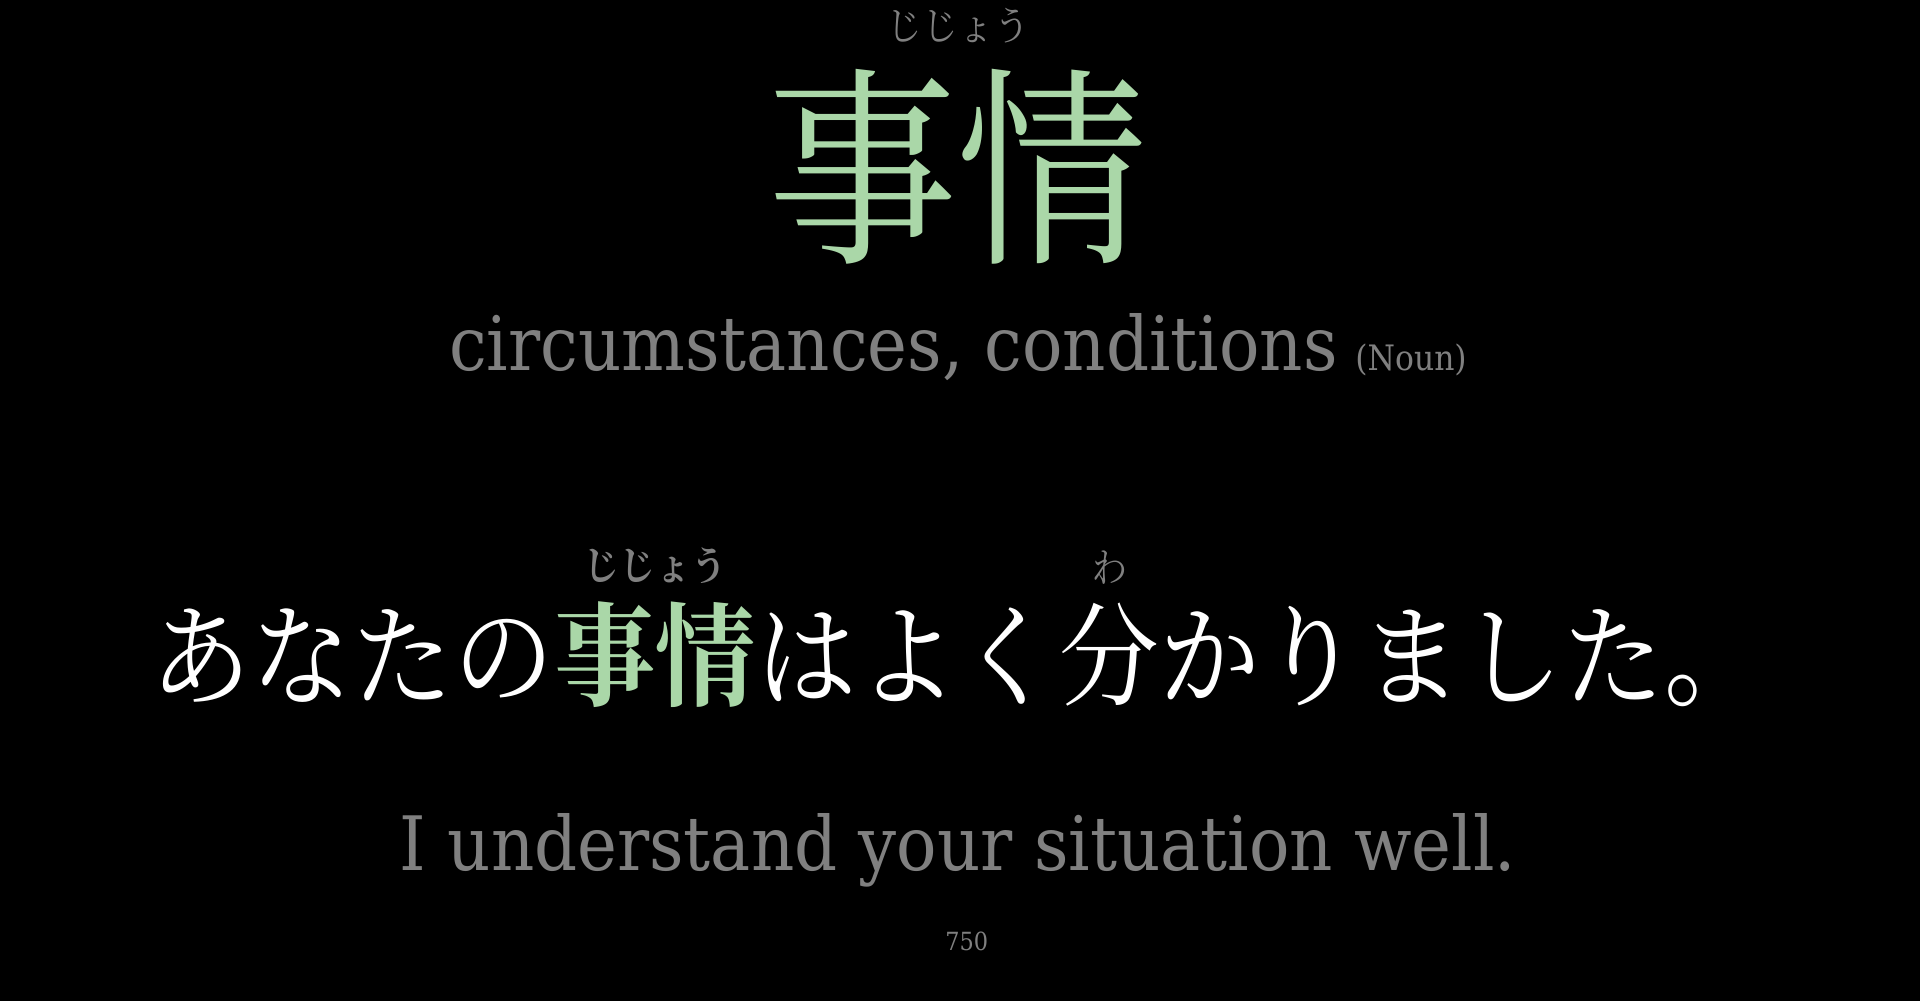 じじょう
事情
circumstances, conditions (Noun)
じじょう わ
あなたの事情はよく分かりました。
I understand your situation well.
750